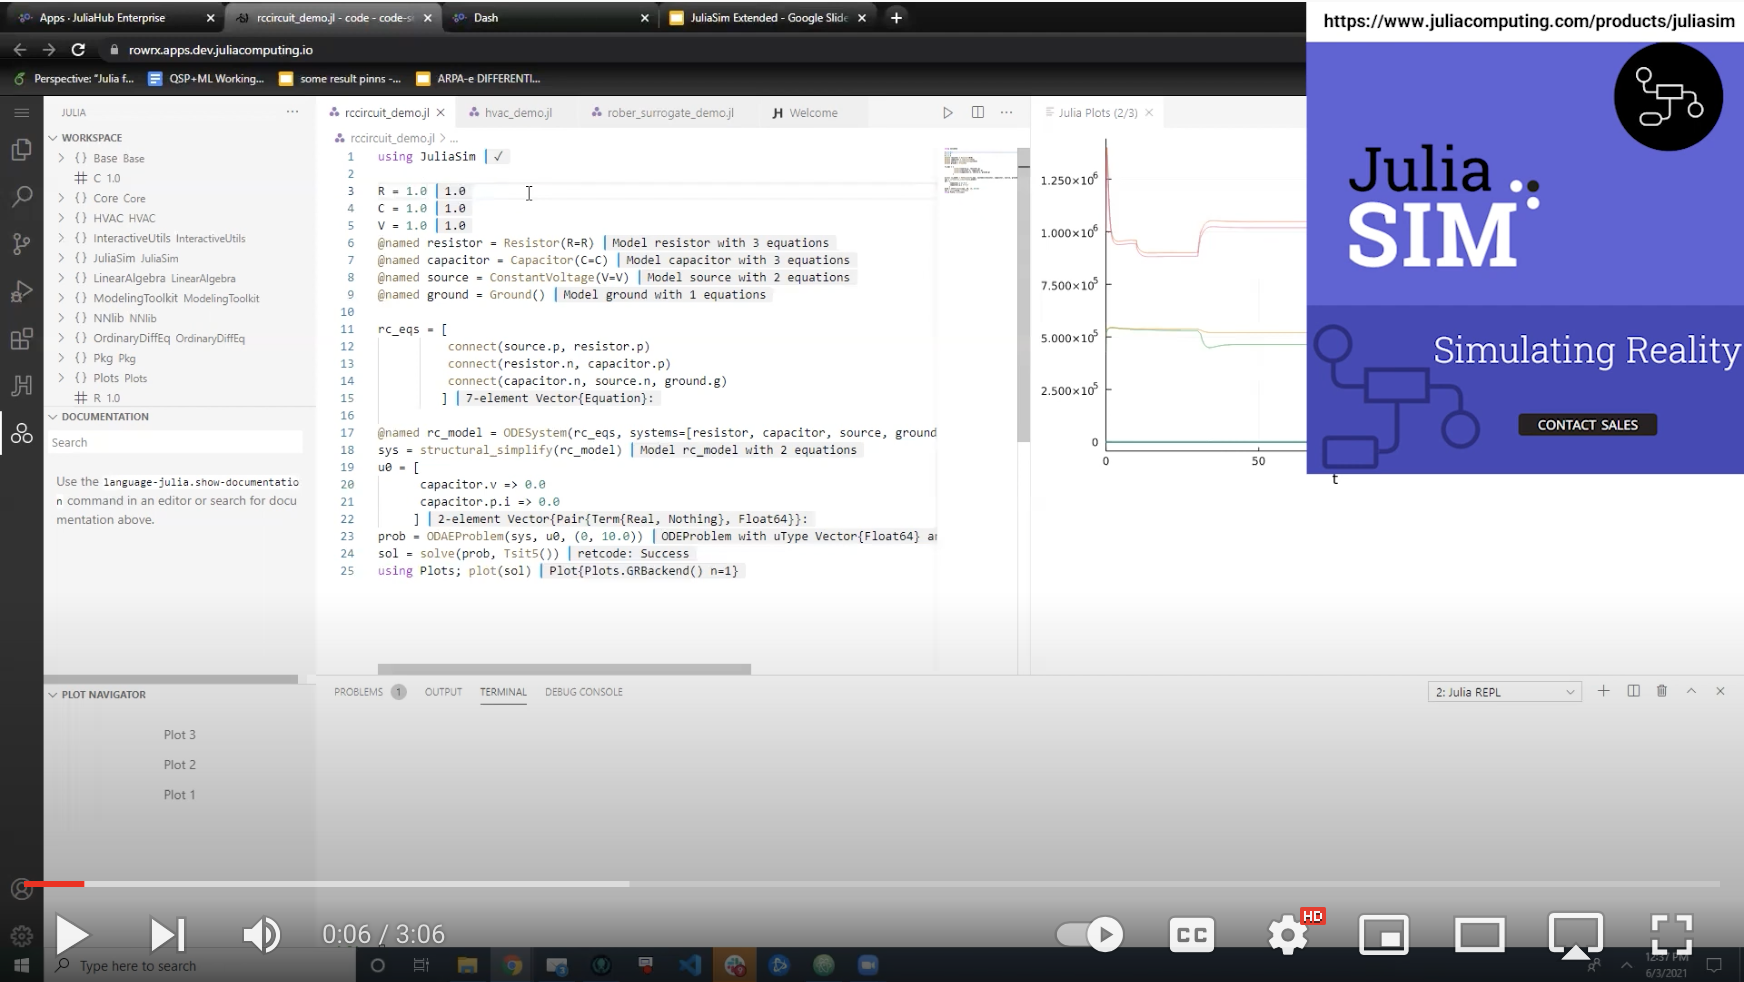 Apps · JuliaHub Enterprise
rccircuit_demo.jl - code - code-s
Dash
JuliaSim Extended - Google Slide
https://www.juliacomputing.com/products/juliasim
rowrx.apps.dev.juliacomputing.io
Perspective: "Julia f...
QSP+ML Working...
some result pinns -...
ARPA-e DIFFERENTI...
JULIA
WORKSPACE
{} Base Base
C 1.0
{} Core Core
{} HVAC HVAC
{} InteractiveUtils InteractiveUtils
{} JuliaSim JuliaSim
{} LinearAlgebra LinearAlgebra
{} ModelingToolkit ModelingToolkit
{} NNlib NNlib
{} OrdinaryDiffEq OrdinaryDiffEq
{} Pkg Pkg
{} Plots Plots
R 1.0
DOCUMENTATION
Search
Use the language-julia.show-documentatio
n command in an editor or search for docu
mentation above.
PLOT NAVIGATOR
Plot 3
Plot 2
Plot 1
rccircuit_demo.jl
hvac_demo.jl
rober_surrogate_demo.jl
Welcome
rccircuit_demo.jl > ...
1 using JuliaSim ✓
2
3 R = 1.0 1.0
4 C = 1.0 1.0
5 V = 1.0 1.0
6 @named resistor = Resistor(R=R) Model resistor with 3 equations
7 @named capacitor = Capacitor(C=C) Model capacitor with 3 equations
8 @named source = ConstantVoltage(V=V) Model source with 2 equations
9 @named ground = Ground() Model ground with 1 equations
10
11 rc_eqs = [
12 connect(source.p, resistor.p)
13 connect(resistor.n, capacitor.p)
14 connect(capacitor.n, source.n, ground.g)
15 ] 7-element Vector{Equation}:
16
17 @named rc_model = ODESystem(rc_eqs, systems=[resistor, capacitor, source, ground
18 sys = structural_simplify(rc_model) Model rc_model with 2 equations
19 u0 = [
20 capacitor.v => 0.0
21 capacitor.p.i => 0.0
22 ] 2-element Vector{Pair{Term{Real, Nothing}, Float64}}:
23 prob = ODAEProblem(sys, u0, (0, 10.0)) ODEProblem with uType Vector{Float64} a
24 sol = solve(prob, Tsit5()) retcode: Success
25 using Plots; plot(sol) Plot{Plots.GRBackend() n=1}
Julia Plots (2/3)
1.250×10⁶
1.000×10⁶
7.500×10⁵
5.000×10⁵
2.500×10⁵
0
0 50
t
Julia
SIM
Simulating Reality
CONTACT SALES
PROBLEMS 1 OUTPUT TERMINAL DEBUG CONSOLE
2: Julia REPL
0:06 / 3:06
CC
HD
Type here to search
12:37 PM
6/3/2021